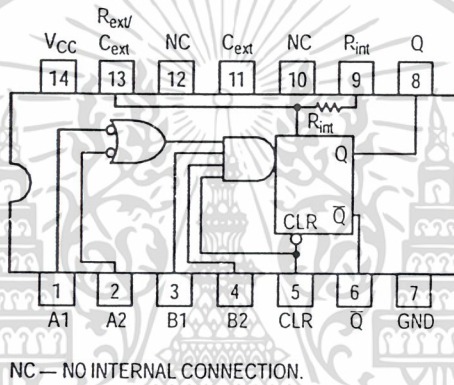 Rext/
VCC Cext NC Cext NC Rint Q
14 13 12 11 10 9 8
Rint
Q
CLR Q̅
1 2 3 4 5 6 7
A1 A2 B1 B2 CLR Q̅ GND
NC — NO INTERNAL CONNECTION.